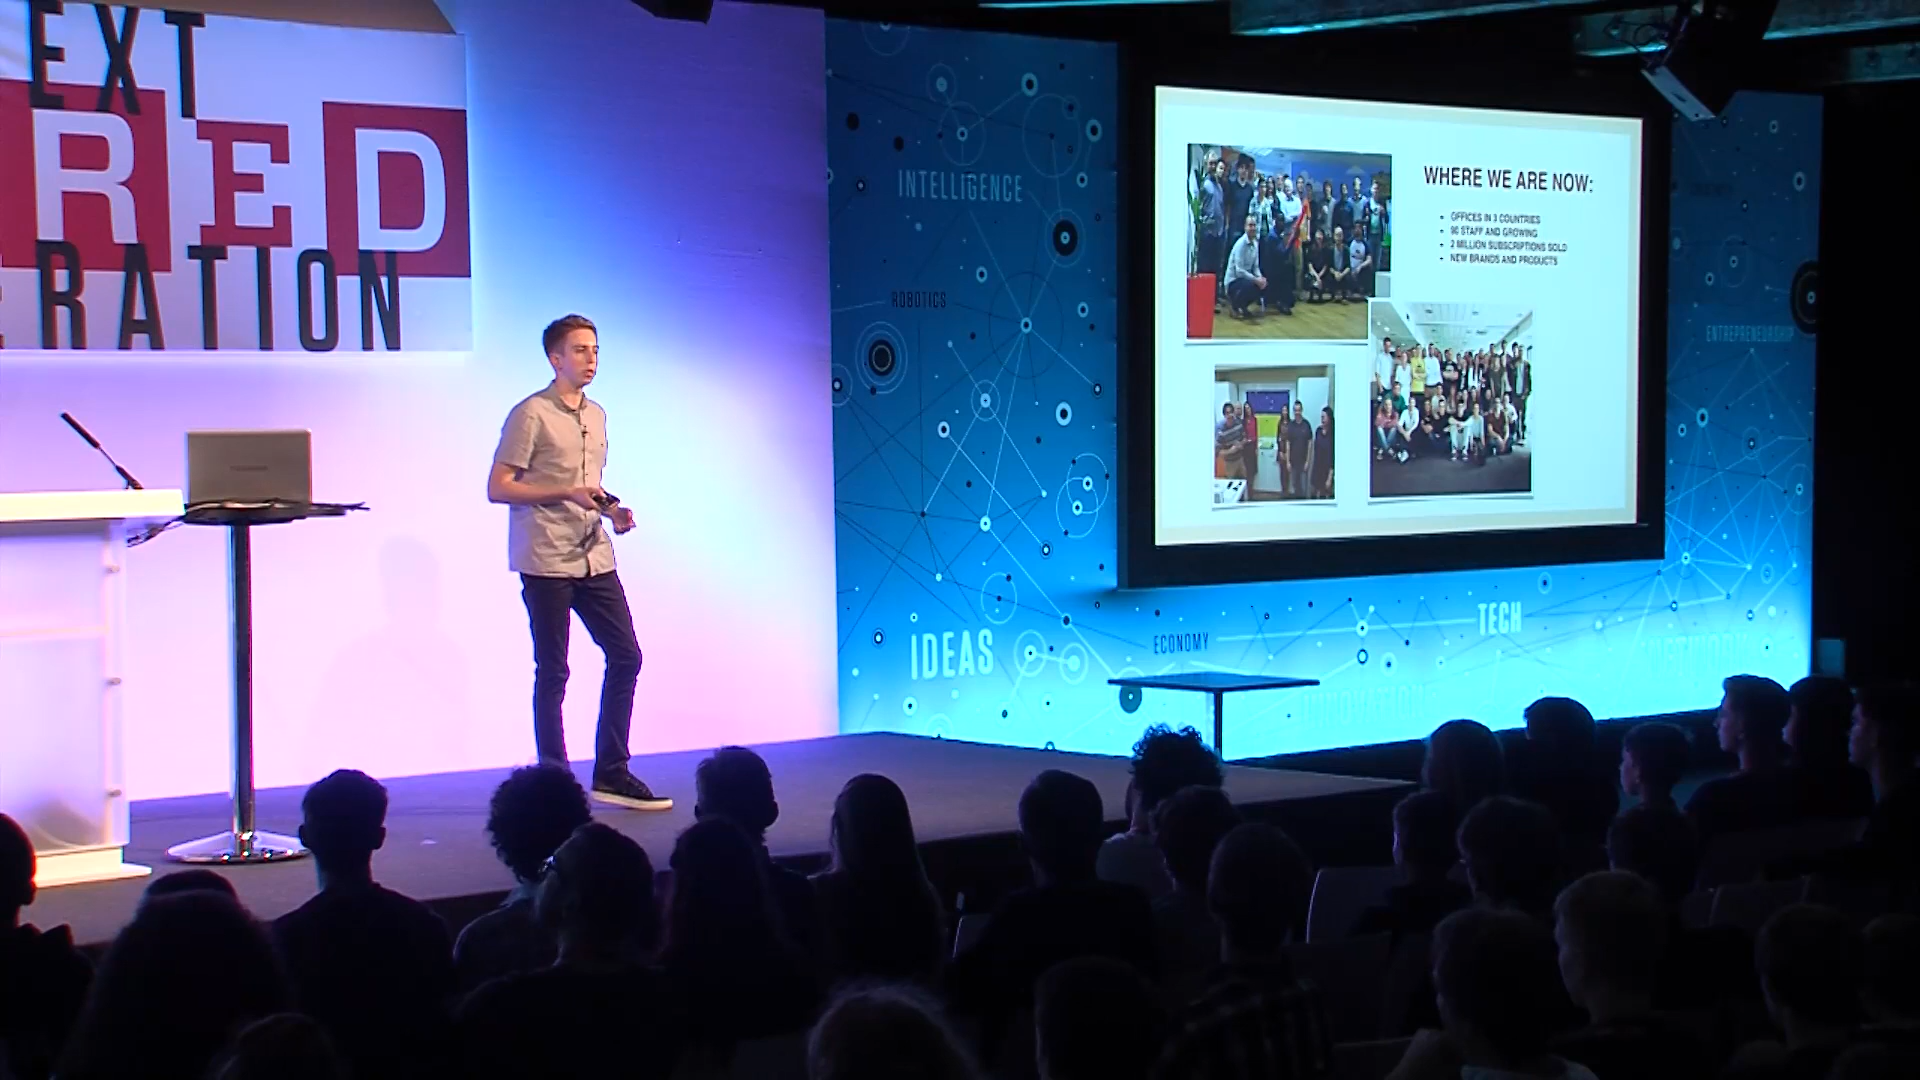 EXT
RED
ERATION
INTELLIGENCE
ROBOTICS
IDEAS
ECONOMY
TECH
INNOVATION
ENTREPRENEURSHIP
WHERE WE ARE NOW:
- OFFICES IN 3 COUNTRIES
- 90 STAFF AND GROWING
- 2 MILLION SUBSCRIPTIONS SOLD
- NEW BRANDS AND PRODUCTS